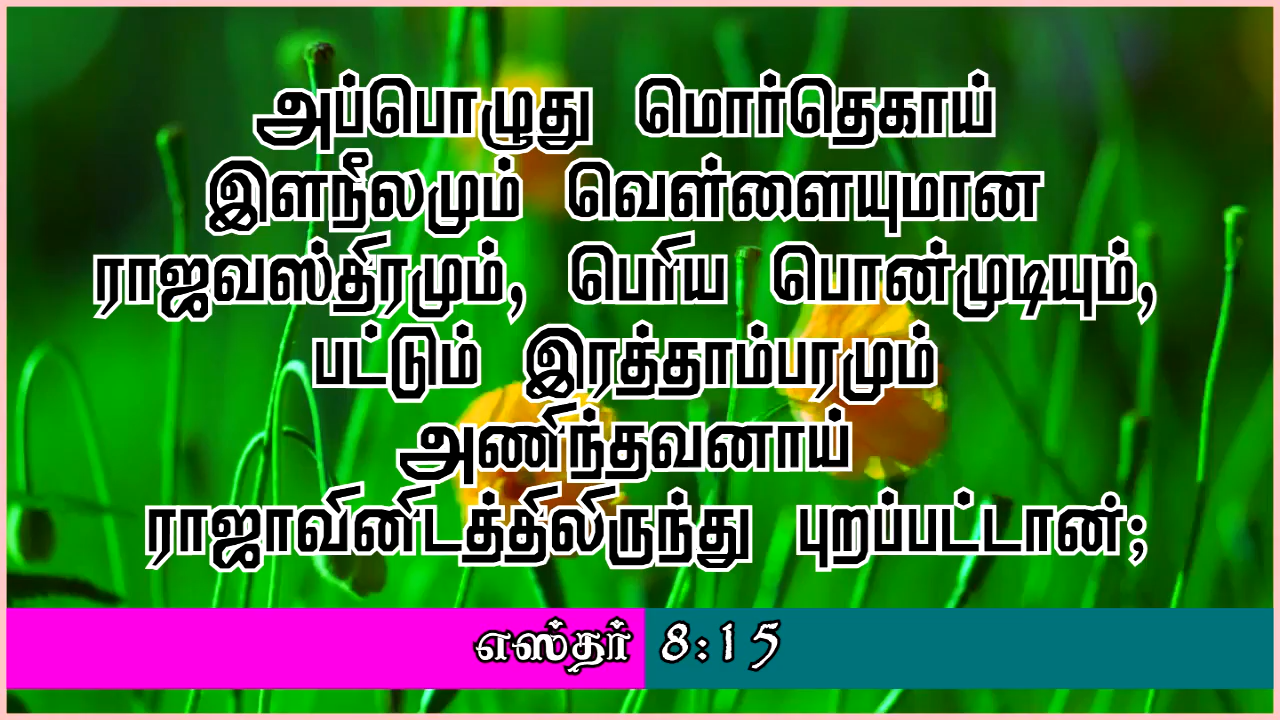 அப்பொழுது மொர்தெகாய்
இளநீலமும் வெள்ளையுமான
ராஜவஸ்திரமும், பெரிய பொன்முடியும்,
பட்டும் இரத்தாம்பரமும்
அணிந்தவனாய்
ராஜாவினிடத்திலிருந்து புறப்பட்டான்;
எஸ்தர் 8:15